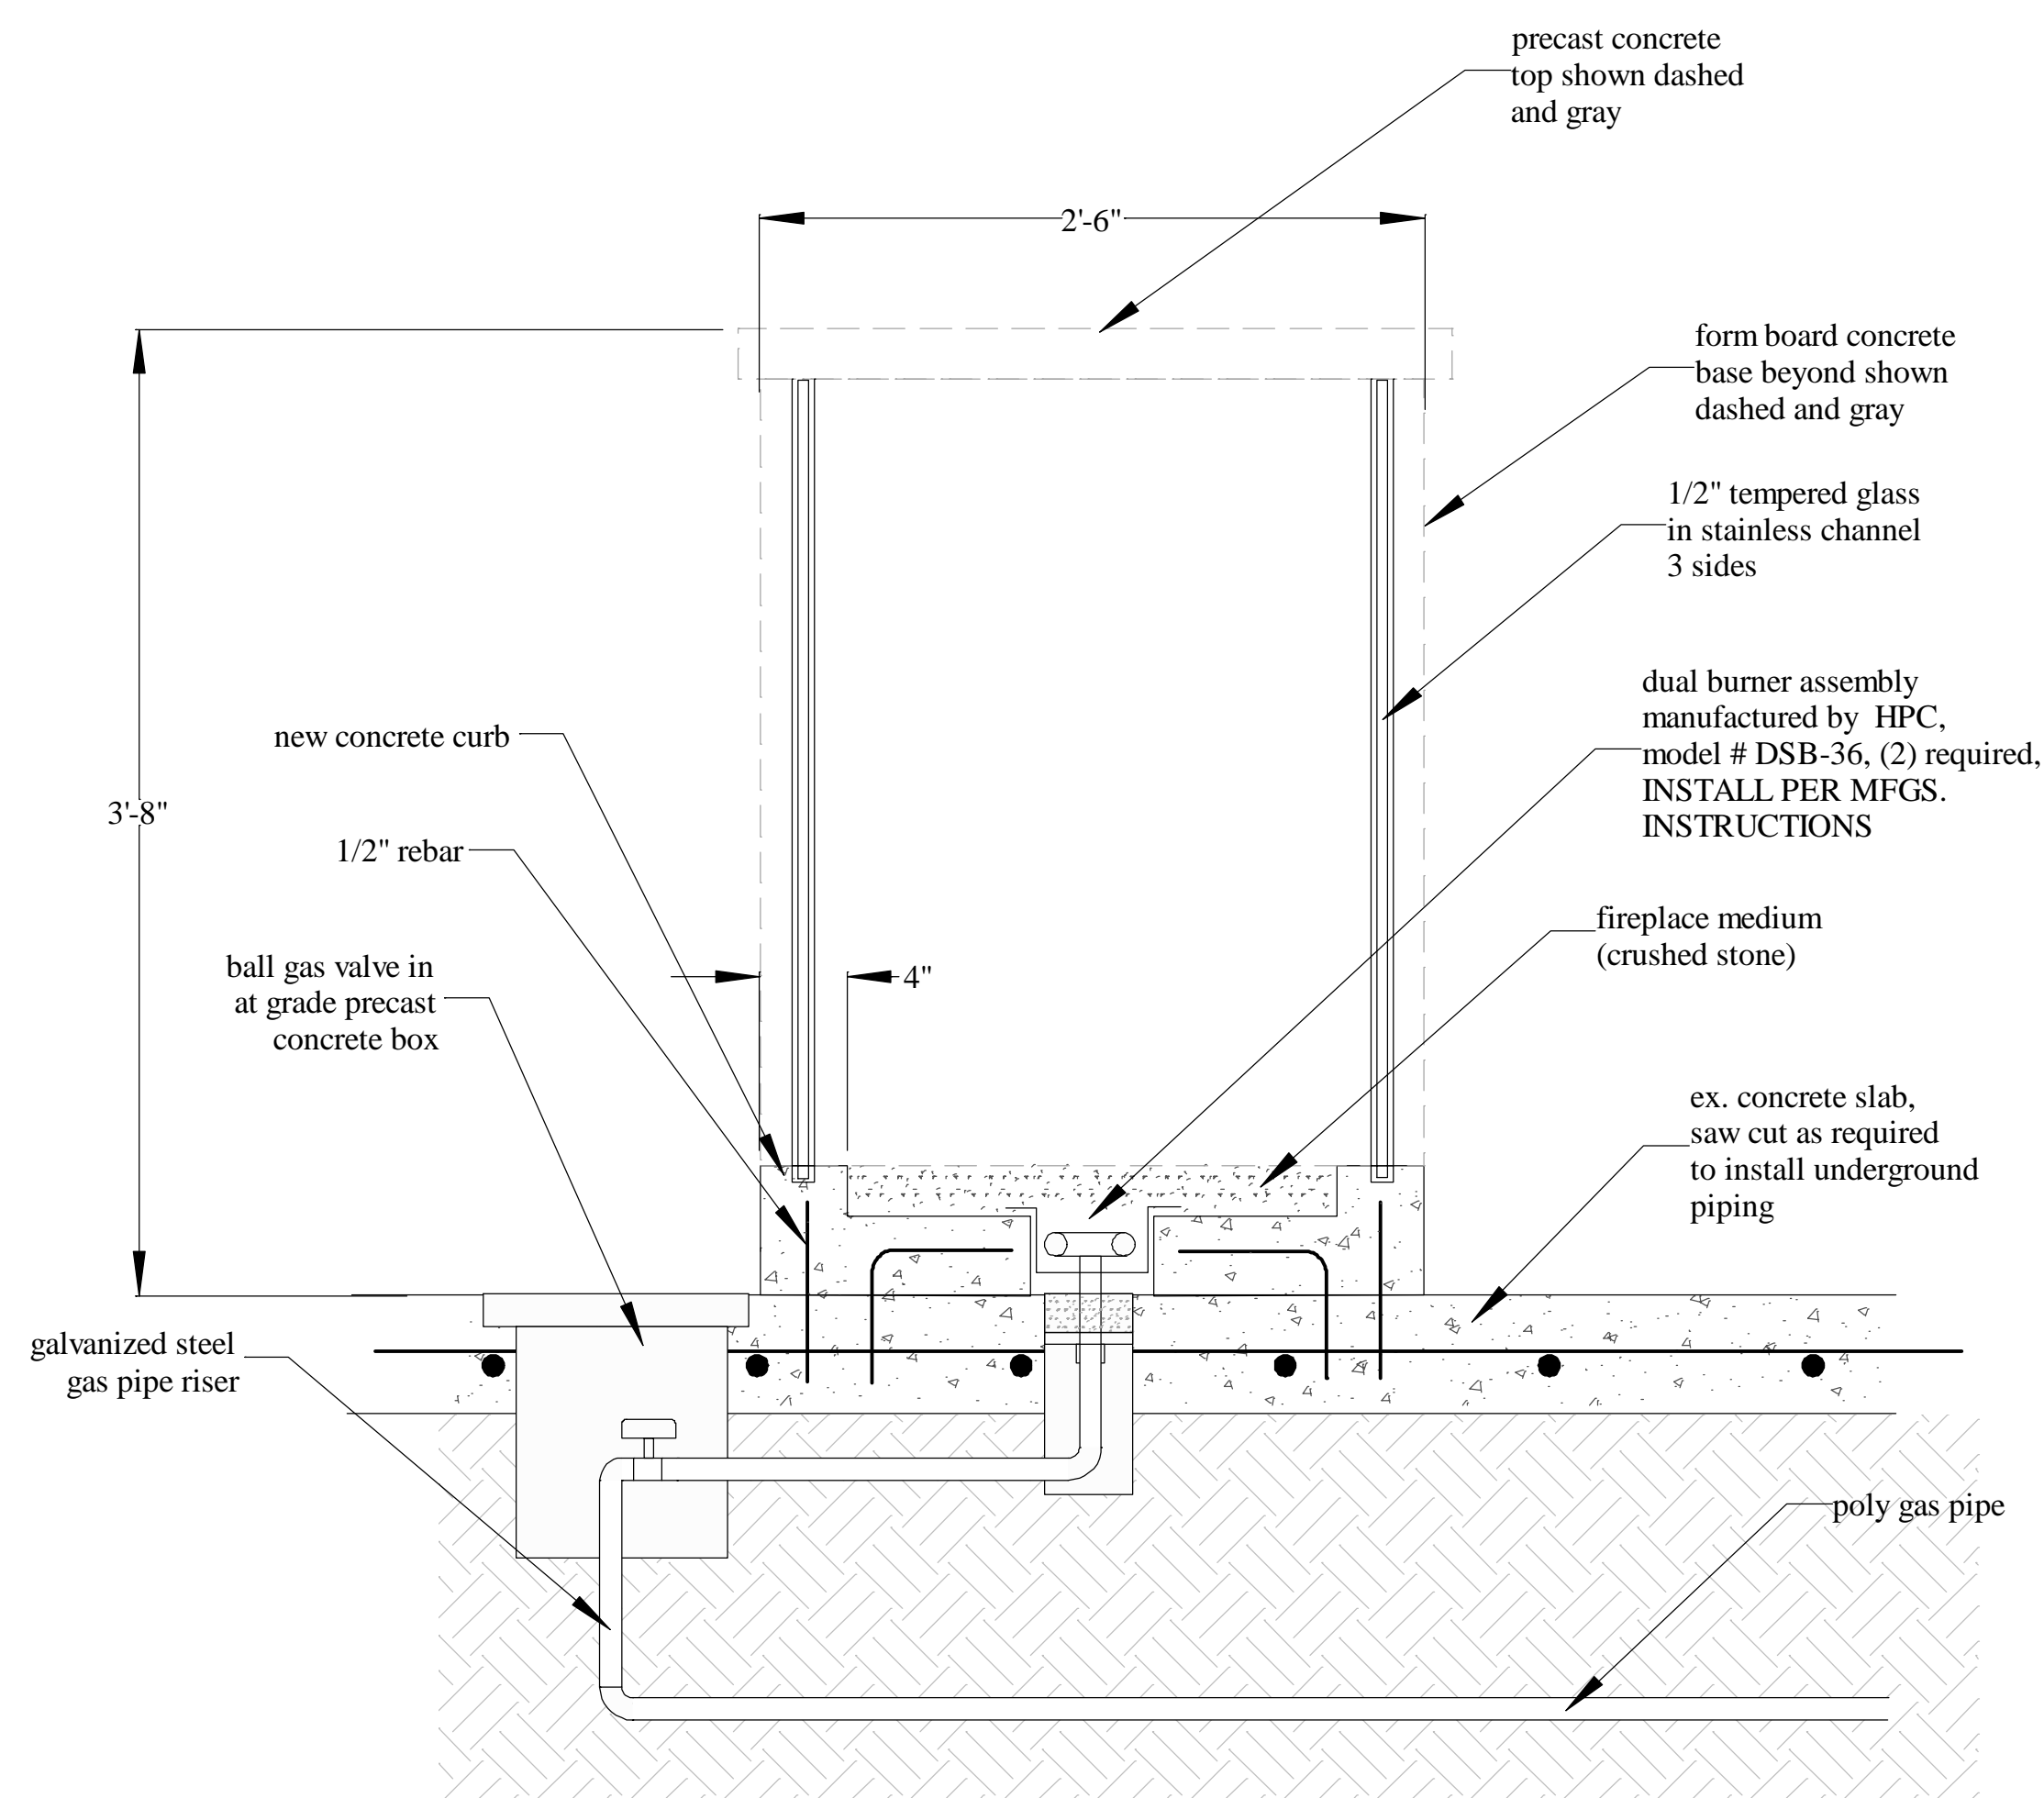 precast concrete
top shown dashed
and gray
2'-6"
form board concrete
base beyond shown
dashed and gray
1/2" tempered glass
in stainless channel
3 sides
dual burner assembly
manufactured by HPC,
model # DSB-36, (2) required,
INSTALL PER MFGS.
INSTRUCTIONS
new concrete curb
3'-8"
1/2" rebar
fireplace medium
(crushed stone)
ball gas valve in
at grade precast
concrete box
4"
ex. concrete slab,
saw cut as required
to install underground
piping
galvanized steel
gas pipe riser
poly gas pipe